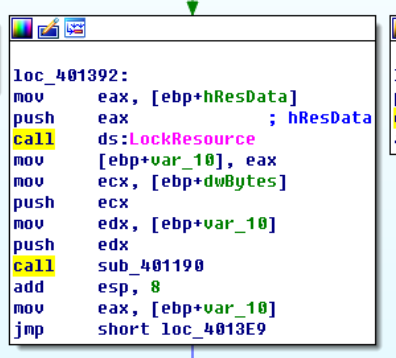 loc_401392:
mov eax, [ebp+hResData]
push eax ; hResData
call ds:LockResource
mov [ebp+var_10], eax
mov ecx, [ebp+dwBytes]
push ecx
mov edx, [ebp+var_10]
push edx
call sub_401190
add esp, 8
mov eax, [ebp+var_10]
jmp short loc_4013E9